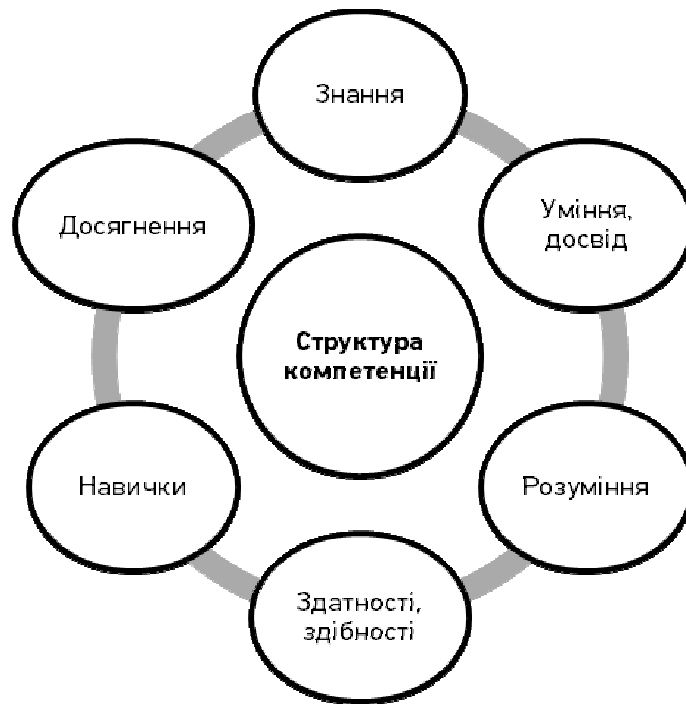 Знання
Уміння,
досвід
Розуміння
Здатності,
здібності
Навички
Досягнення
Структура
компетенції